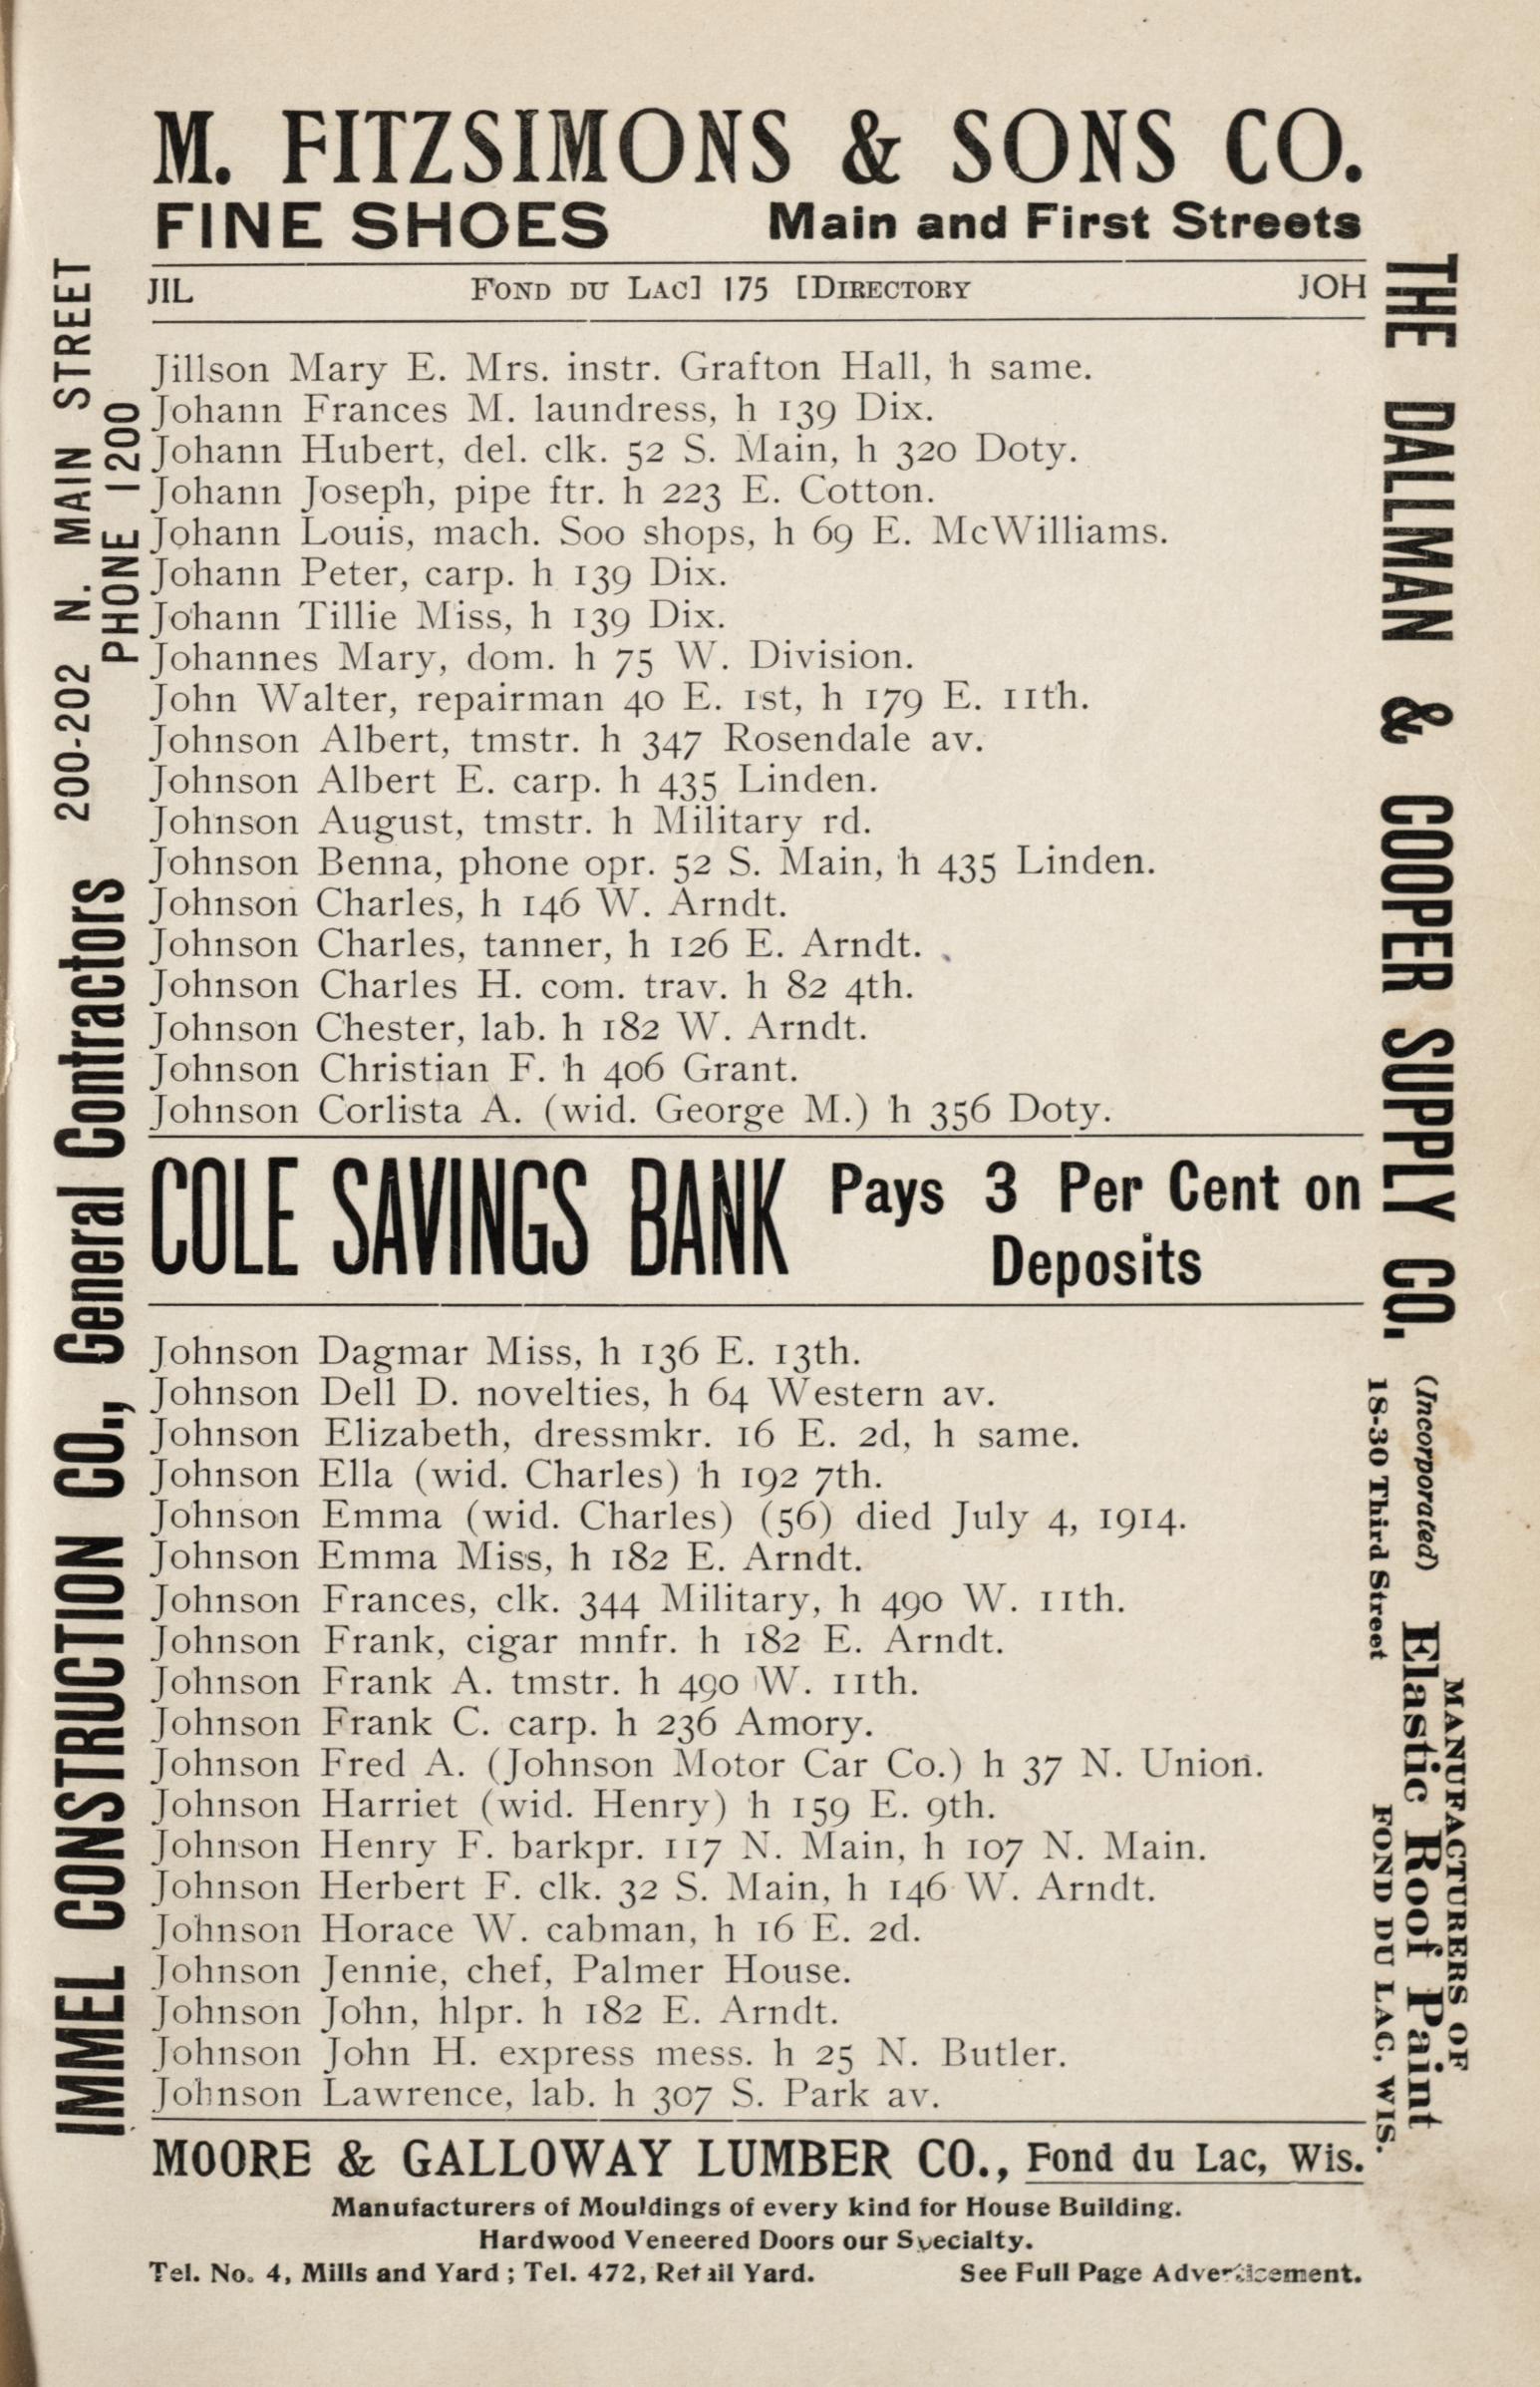 M. FITZSIMONS & SONS CO.
FINE SHOES Main and First Streets
JIL FOND DU LAC] 175 [DIRECTORY JOH
Jillson Mary E. Mrs. instr. Grafton Hall, h same.
Johann Frances M. laundress, h 139 Dix.
Johann Hubert, del. clk. 52 S. Main, h 320 Doty.
Johann Joseph, pipe ftr. h 223 E. Cotton.
Johann Louis, mach. Soo shops, h 69 E. McWilliams.
Johann Peter, carp. h 139 Dix.
Johann Tillie Miss, h 139 Dix.
Johannes Mary, dom. h 75 W. Division.
John Walter, repairman 40 E. 1st, h 179 E. 11th.
Johnson Albert, tmstr. h 347 Rosendale av.
Johnson Albert E. carp. h 435 Linden.
Johnson August, tmstr. h Military rd.
Johnson Benna, phone opr. 52 S. Main, h 435 Linden.
Johnson Charles, h 146 W. Arndt.
Johnson Charles, tanner, h 126 E. Arndt.
Johnson Charles H. com. trav. h 82 4th.
Johnson Chester, lab. h 182 W. Arndt.
Johnson Christian F. h 406 Grant.
Johnson Corlista A. (wid. George M.) h 356 Doty.
COLE SAVINGS BANK Pays 3 Per Cent on
Deposits
Johnson Dagmar Miss, h 136 E. 13th.
Johnson Dell D. novelties, h 64 Western av.
Johnson Elizabeth, dressmkr. 16 E. 2d, h same.
Johnson Ella (wid. Charles) h 192 7th.
Johnson Emma (wid. Charles) (56) died July 4, 1914.
Johnson Emma Miss, h 182 E. Arndt.
Johnson Frances, clk. 344 Military, h 490 W. 11th.
Johnson Frank, cigar mnfr. h 182 E. Arndt.
Johnson Frank A. tmstr. h 490 W. 11th.
Johnson Frank C. carp. h 236 Amory.
Johnson Fred A. (Johnson Motor Car Co.) h 37 N. Union.
Johnson Harriet (wid. Henry) h 159 E. 9th.
Johnson Henry F. barkpr. 117 N. Main, h 107 N. Main.
Johnson Herbert F. clk. 32 S. Main, h 146 W. Arndt.
Johnson Horace W. cabman, h 16 E. 2d.
Johnson Jennie, chef, Palmer House.
Johnson John, hlpr. h 182 E. Arndt.
Johnson John H. express mess. h 25 N. Butler.
Johnson Lawrence, lab. h 307 S. Park av.
MOORE & GALLOWAY LUMBER CO., Fond du Lac, Wis.
Manufacturers of Mouldings of every kind for House Building.
Hardwood Veneered Doors our Specialty.
Tel. No. 4, Mills and Yard; Tel. 472, Retail Yard. See Full Page Advertisement.
IMMEL CONSTRUCTION CO., General Contractors 200-202 N. MAIN STREET
PHONE 1200
THE DALLMAN & COOPER SUPPLY CO.
(Incorporated)
18-30 Third Street
MANUFACTURERS OF
Elastic Roof Paint
FOND DU LAC, WIS.